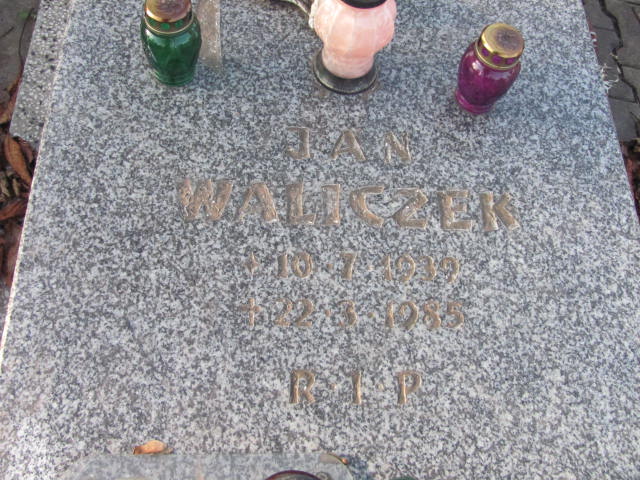 JAN
WALICZEK
* 10·7·1939
† 22·3·1985
R·I·P